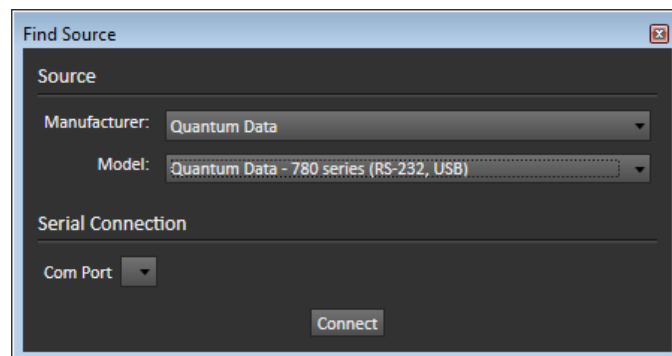 Find Source
Source
Manufacturer: Quantum Data
Model: Quantum Data - 780 series (RS-232, USB)
Serial Connection
Com Port
Connect